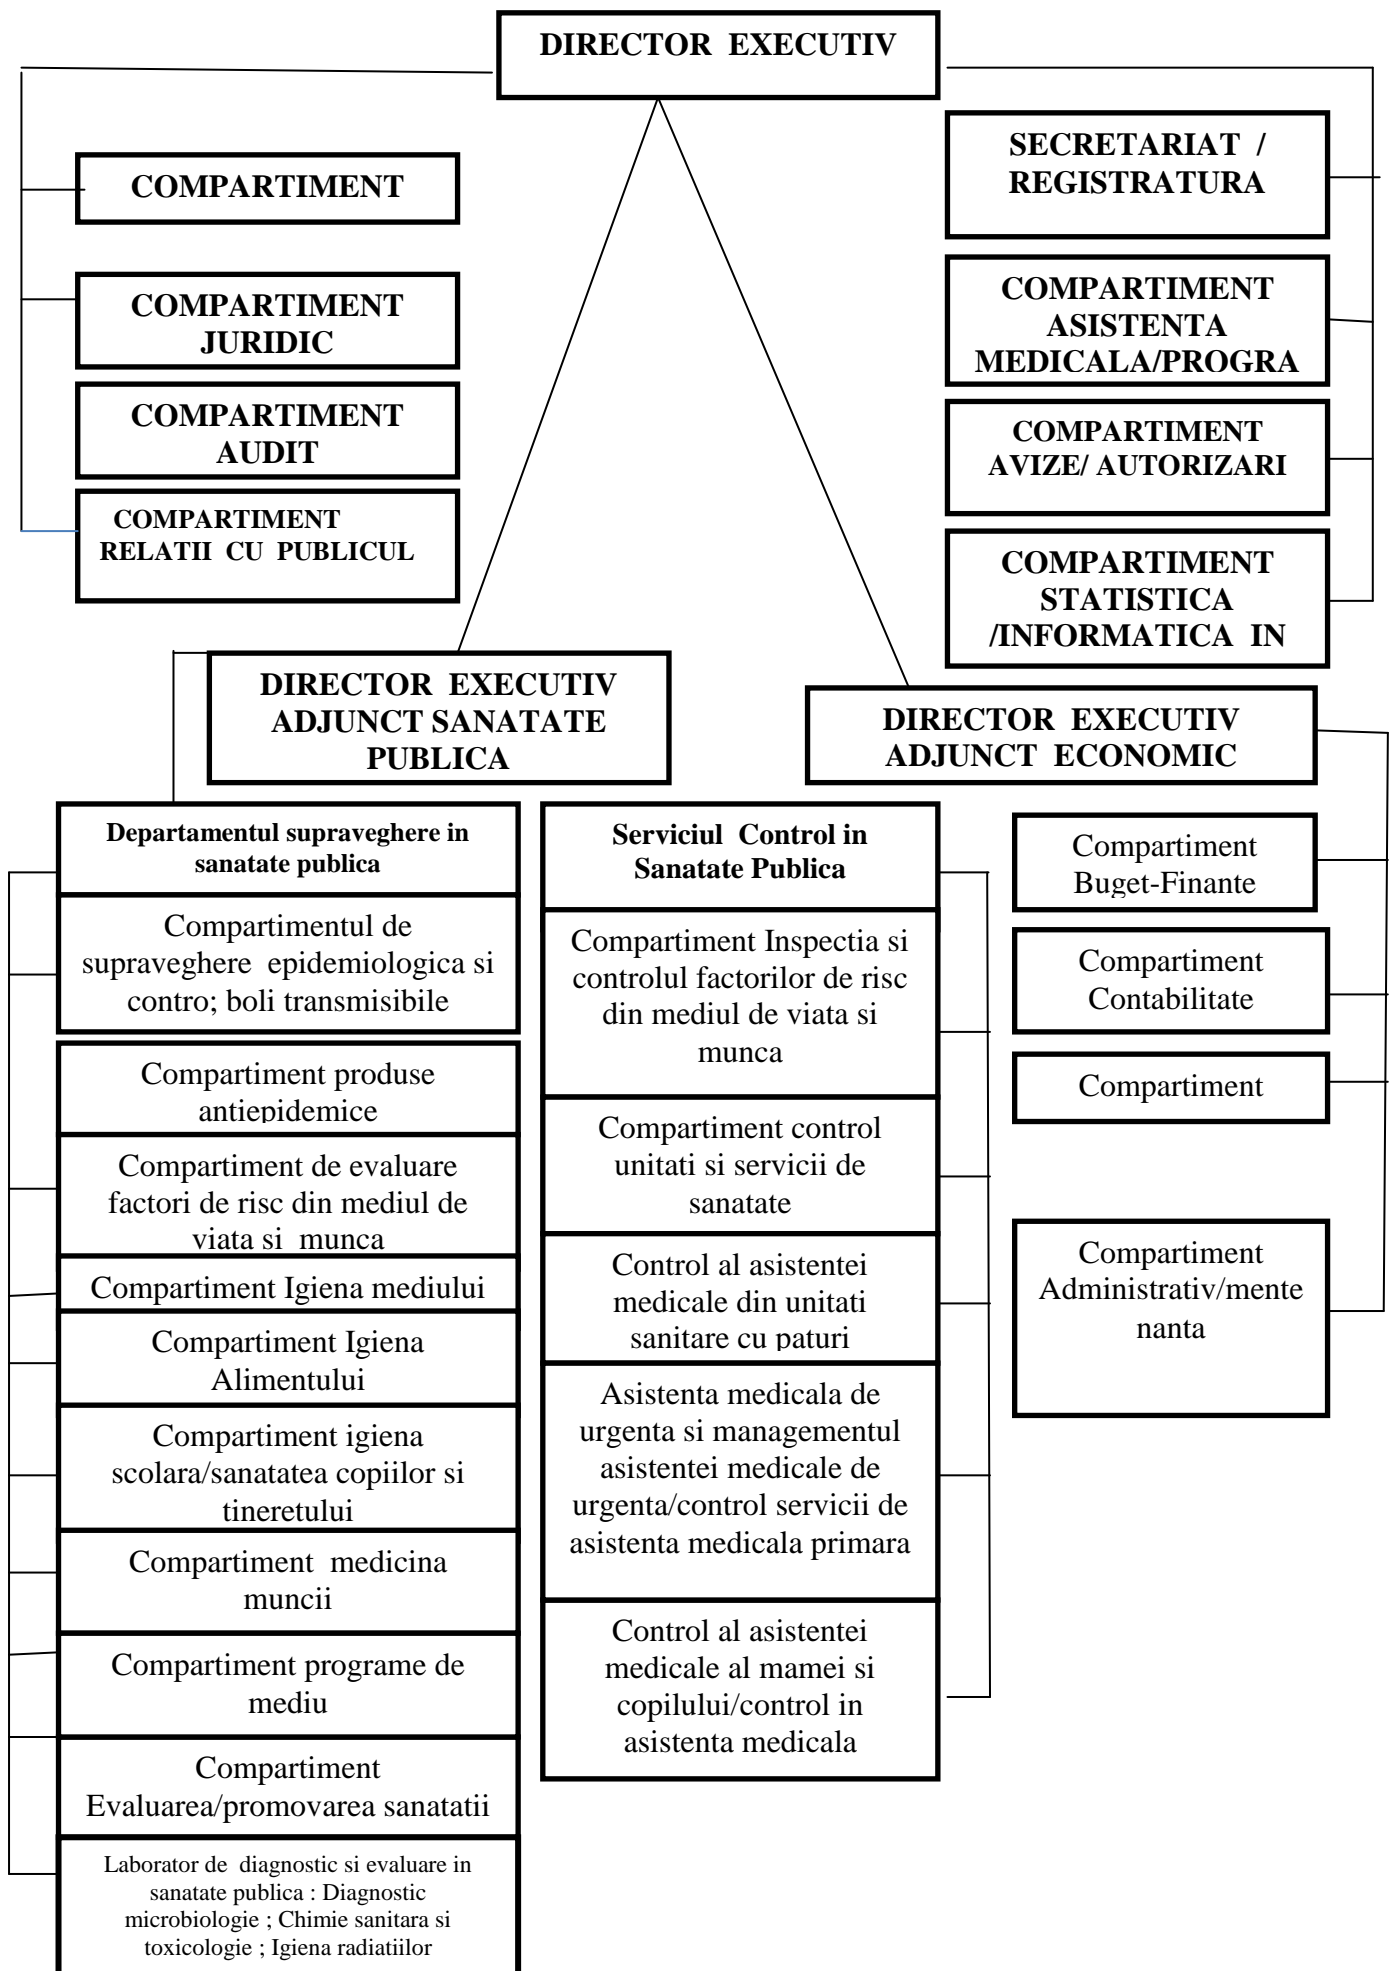 DIRECTOR EXECUTIV
COMPARTIMENT
COMPARTIMENT
JURIDIC
COMPARTIMENT
AUDIT
COMPARTIMENT
RELATII CU PUBLICUL
SECRETARIAT /
REGISTRATURA
COMPARTIMENT
ASISTENTA
MEDICALA/PROGRA
COMPARTIMENT
AVIZE/ AUTORIZARI
COMPARTIMENT
STATISTICA
/INFORMATICA IN
DIRECTOR EXECUTIV
ADJUNCT SANATATE
PUBLICA
DIRECTOR EXECUTIV
ADJUNCT ECONOMIC
Departamentul supraveghere in
sanatate publica
Compartimentul de
supraveghere epidemiologica si
contro; boli transmisibile
Compartiment produse
antiepidemice
Compartiment de evaluare
factori de risc din mediul de
viata si munca
Compartiment Igiena mediului
Compartiment Igiena
Alimentului
Compartiment igiena
scolara/sanatatea copiilor si
tineretului
Compartiment medicina
muncii
Compartiment programe de
mediu
Compartiment
Evaluarea/promovarea sanatatii
Laborator de diagnostic si evaluare in
sanatate publica : Diagnostic
microbiologie ; Chimie sanitara si
toxicologie ; Igiena radiatiilor
Serviciul Control in
Sanatate Publica
Compartiment Inspectia si
controlul factorilor de risc
din mediul de viata si
munca
Compartiment control
unitati si servicii de
sanatate
Control al asistentei
medicale din unitati
sanitare cu paturi
Asistenta medicala de
urgenta si managementul
asistentei medicale de
urgenta/control servicii de
asistenta medicala primara
Control al asistentei
medicale al mamei si
copilului/control in
asistenta medicala
Compartiment
Buget-Finante
Compartiment
Contabilitate
Compartiment
Compartiment
Administrativ/mente
nanta